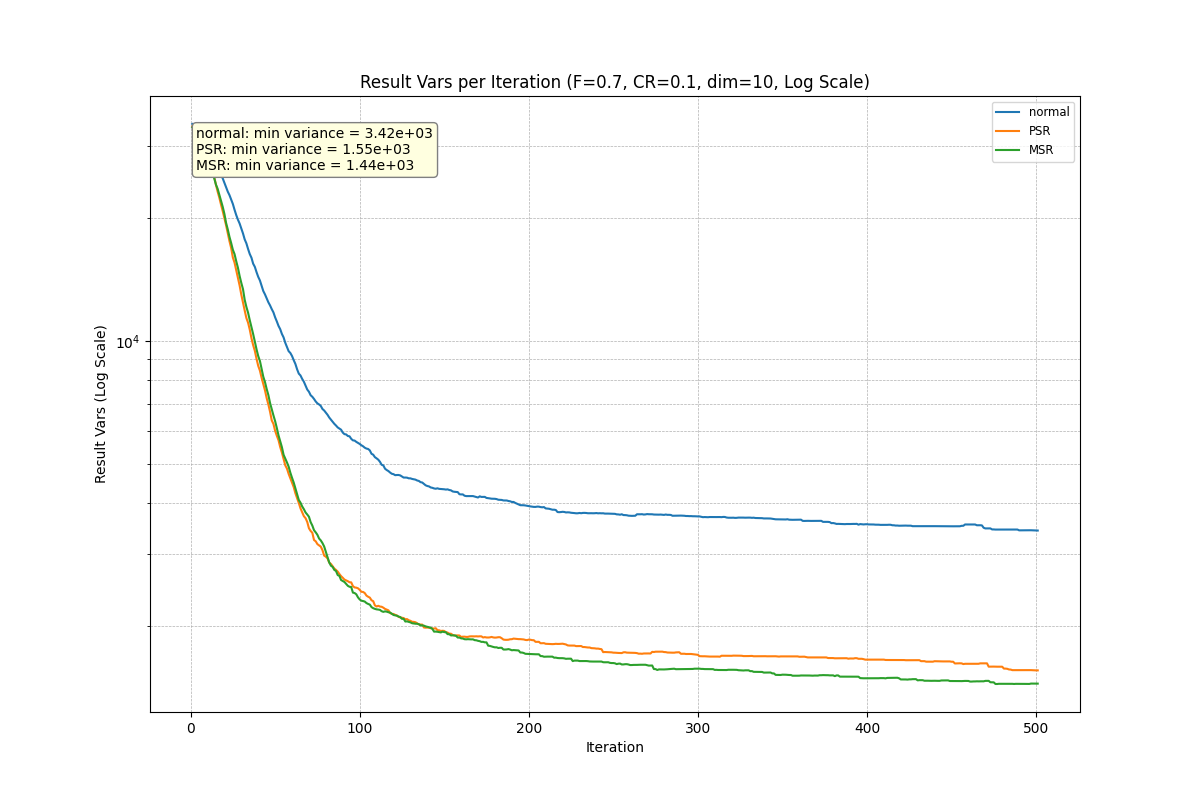 Result Vars per Iteration (F=0.7, CR=0.1, dim=10, Log Scale)
normal: min variance = 3.42e+03
PSR: min variance = 1.55e+03
MSR: min variance = 1.44e+03
normal
PSR
MSR
Result Vars (Log Scale)
10⁴
0
100
200
300
400
500
Iteration